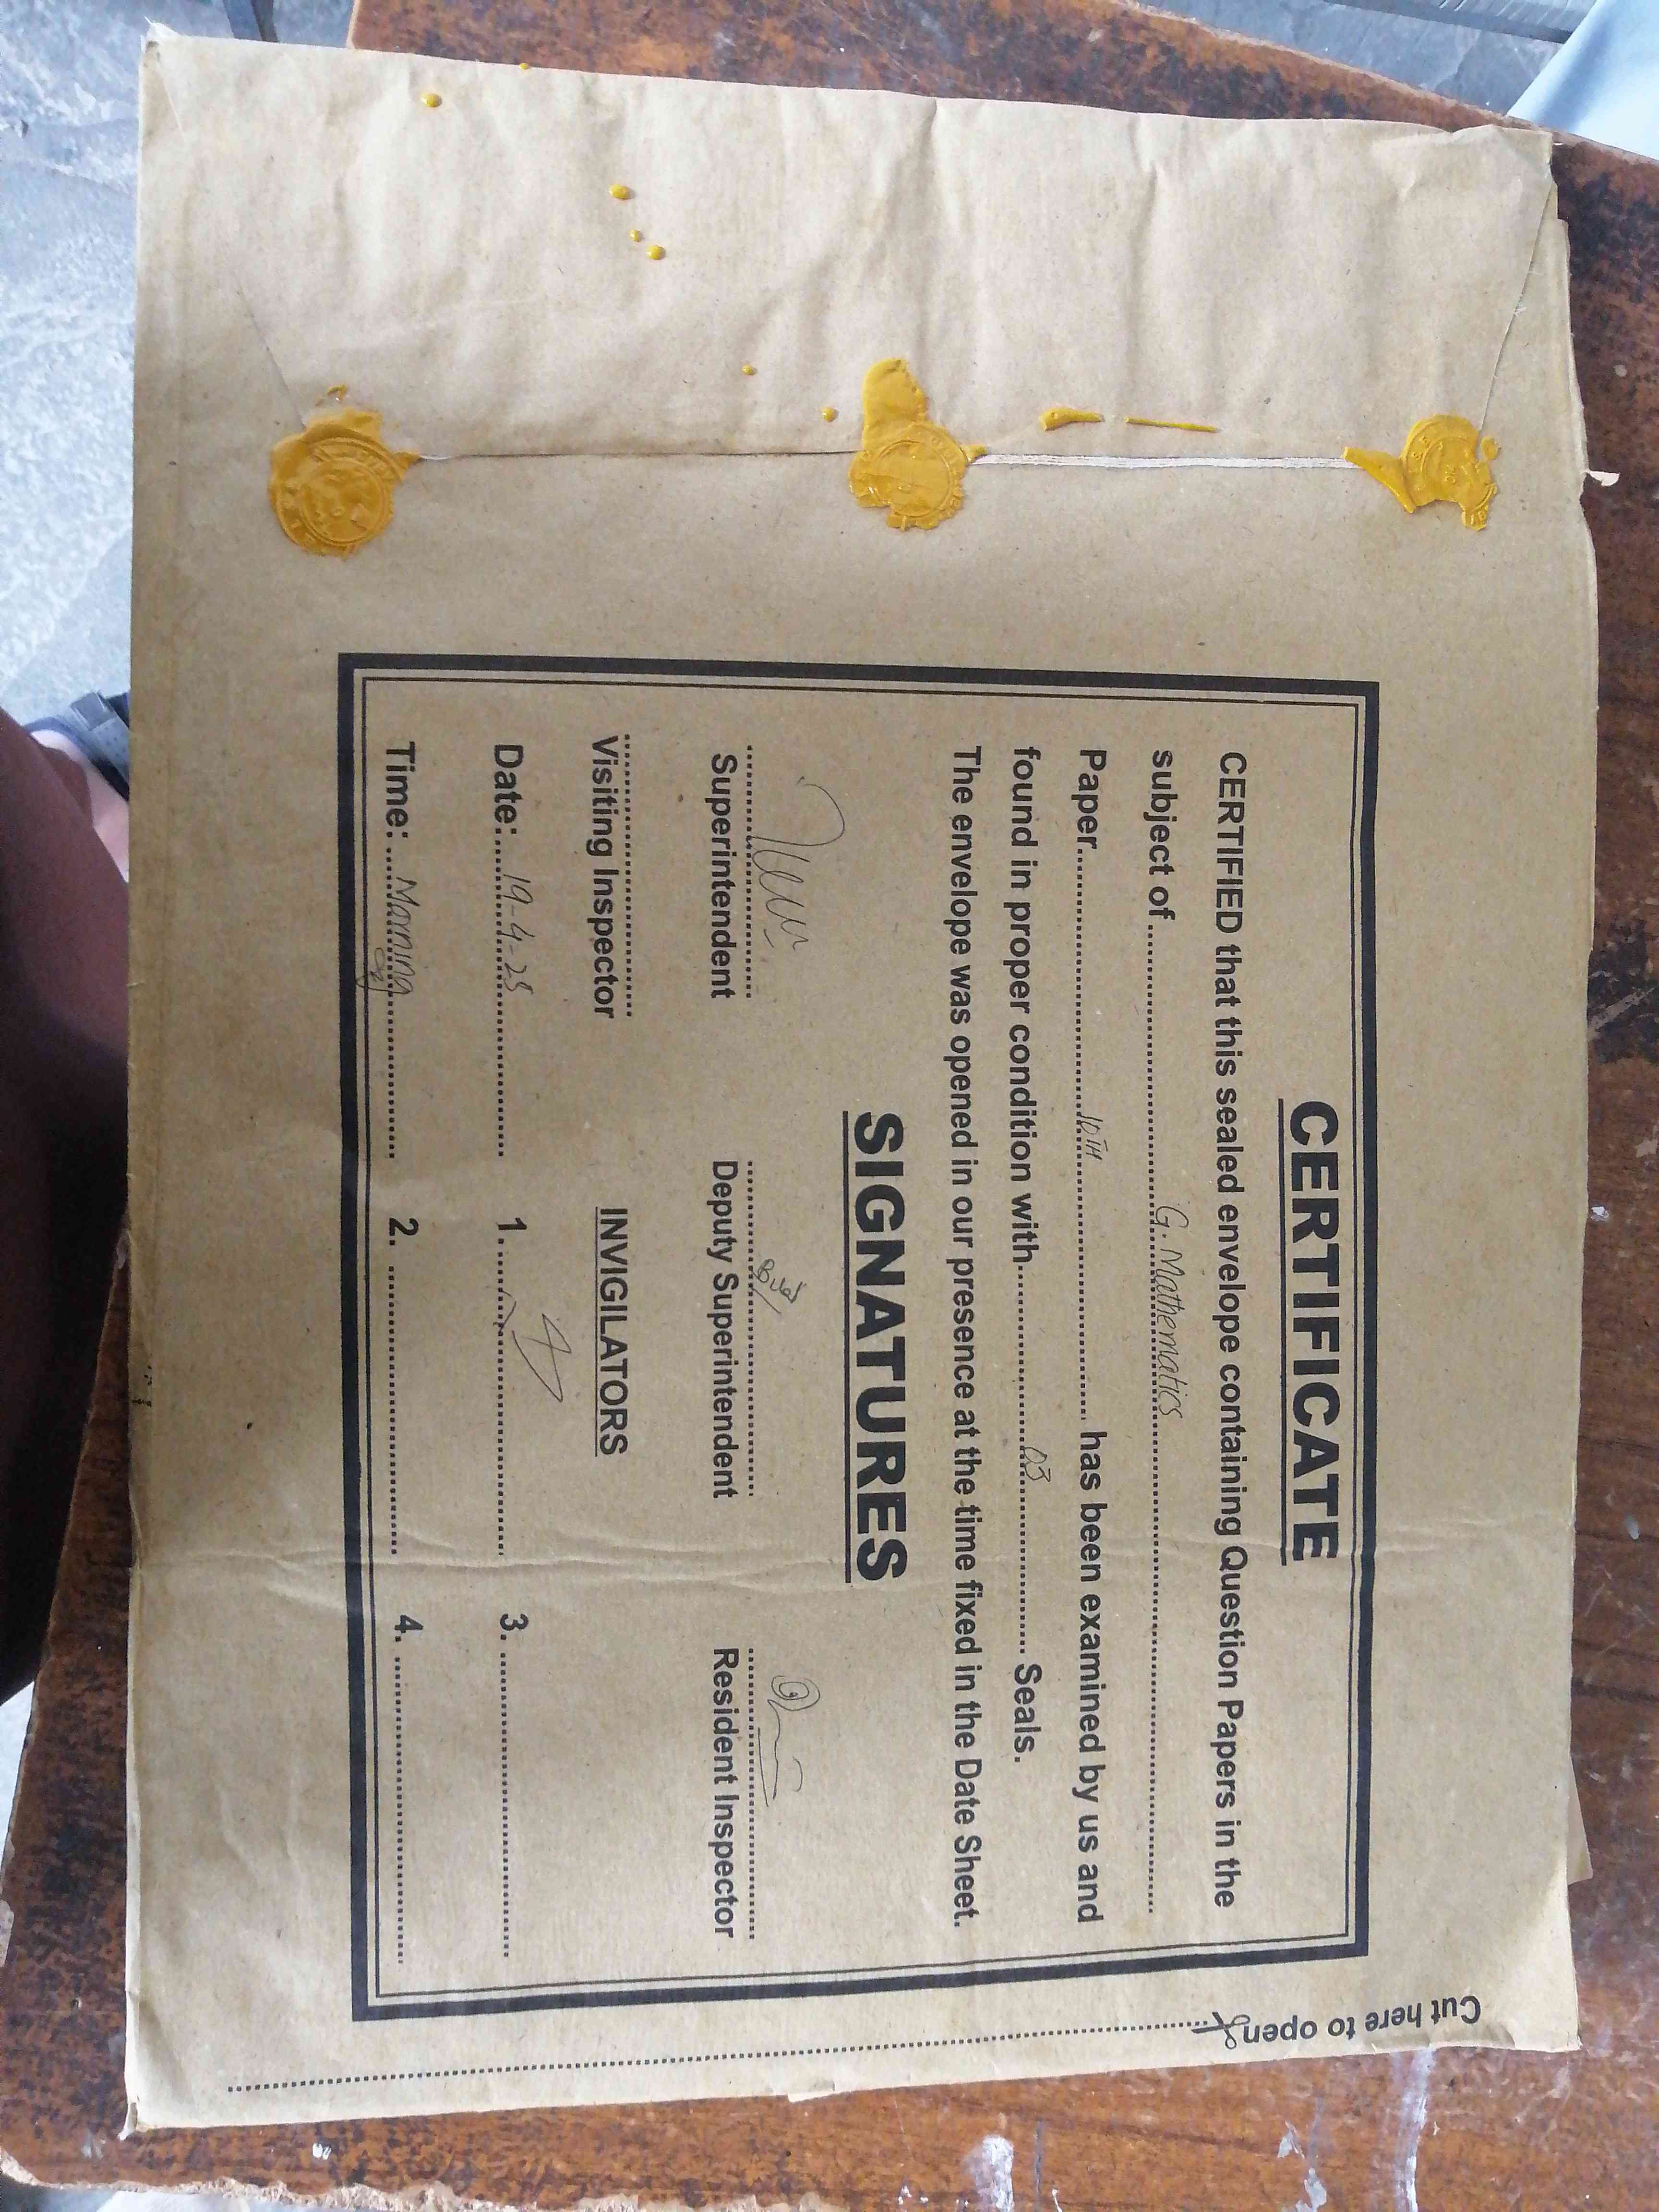 CERTIFICATE
CERTIFIED that this sealed envelope containing Question Papers in the
subject of..........G. Mathematics..........
Paper..........10TH.......... has been examined by us and
found in proper condition with..........03.......... Seals.
The envelope was opened in our presence at the time fixed in the Date Sheet.
SIGNATURES
Superintendent Deputy Superintendent Resident Inspector
Visiting Inspector INVIGILATORS
Date:.....19-4-25..... 1. .......... 3. ..........
Time:.....Morning..... 2. .......... 4. ..........
Cut here to open